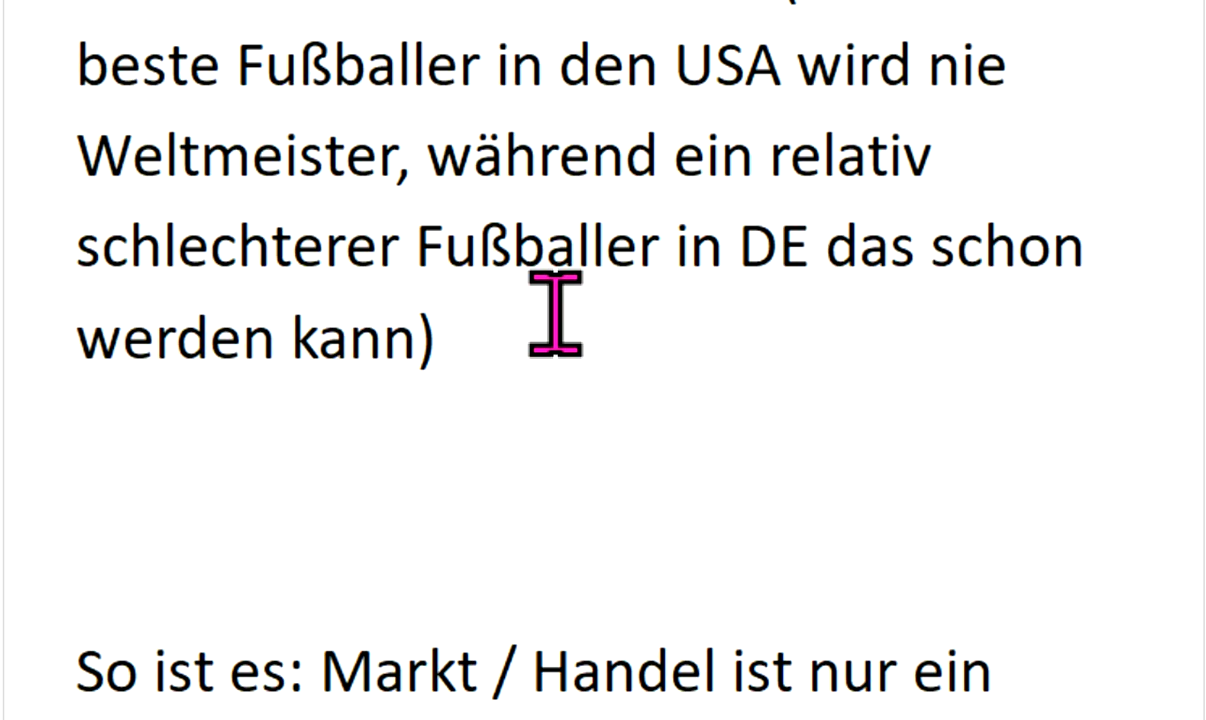 beste Fußballer in den USA wird nie
Weltmeister, während ein relativ
schlechterer Fußballer in DE das schon
werden kann)
So ist es: Markt / Handel ist nur ein